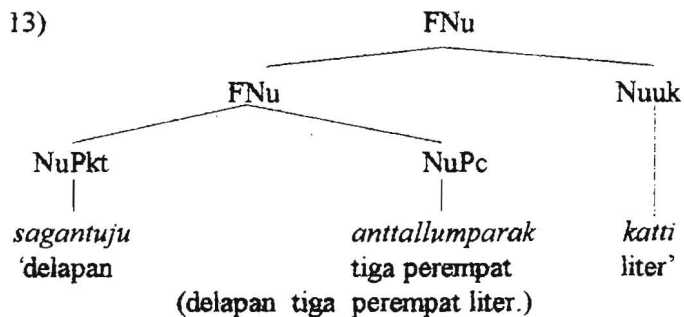 13) FNu
FNu Nuuk
NuPkt NuPc
sagantuju anttallumparak katti
‘delapan tiga perempat liter’
(delapan tiga perempat liter.)